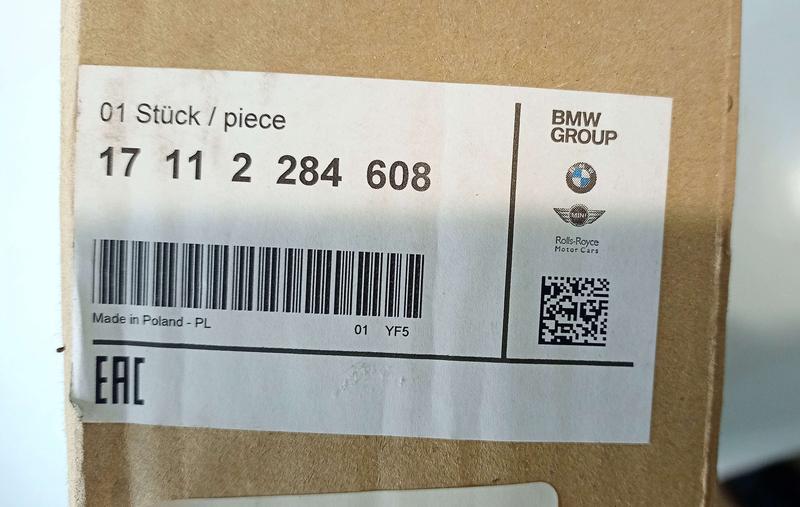 01 Stück / piece
17 11 2 284 608
Made in Poland - PL
01 YF5
EAC
BMW
GROUP
BMW
MINI
Rolls-Royce
Motor Cars